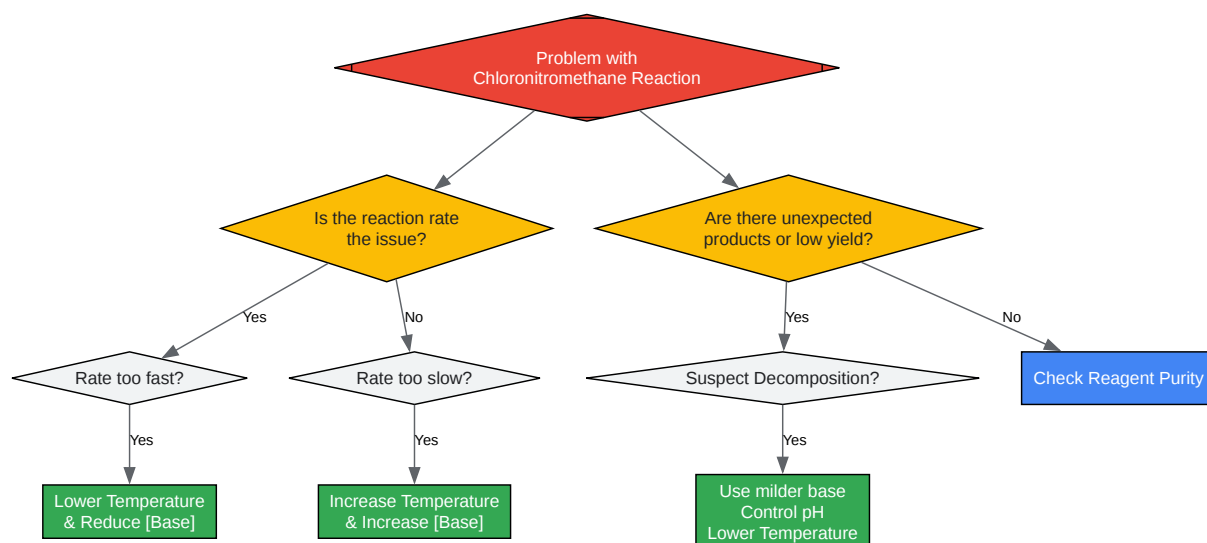 Problem with
Chloronitromethane Reaction
Is the reaction rate
the issue?
Are there unexpected
products or low yield?
Yes
No
Yes
No
Rate too fast?
Rate too slow?
Suspect Decomposition?
Check Reagent Purity
Yes
Yes
Yes
Lower Temperature
& Reduce [Base]
Increase Temperature
& Increase [Base]
Use milder base
Control pH
Lower Temperature